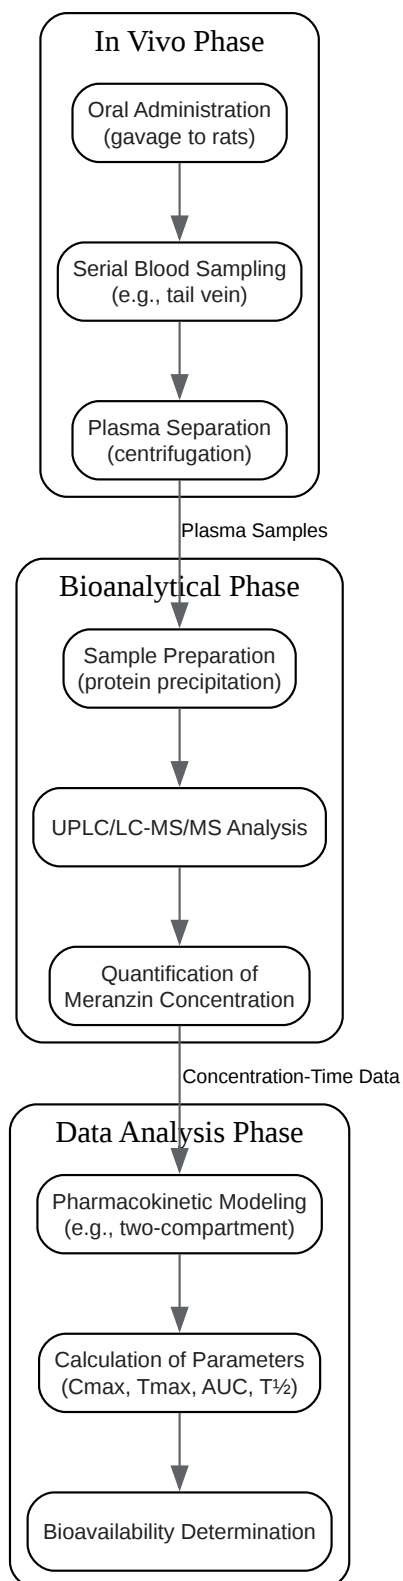 In Vivo Phase
Oral Administration
(gavage to rats)
Serial Blood Sampling
(e.g., tail vein)
Plasma Separation
(centrifugation)
Plasma Samples
Bioanalytical Phase
Sample Preparation
(protein precipitation)
UPLC/LC-MS/MS Analysis
Quantification of
Meranzin Concentration
Concentration-Time Data
Data Analysis Phase
Pharmacokinetic Modeling
(e.g., two-compartment)
Calculation of Parameters
(Cmax, Tmax, AUC, T½)
Bioavailability Determination